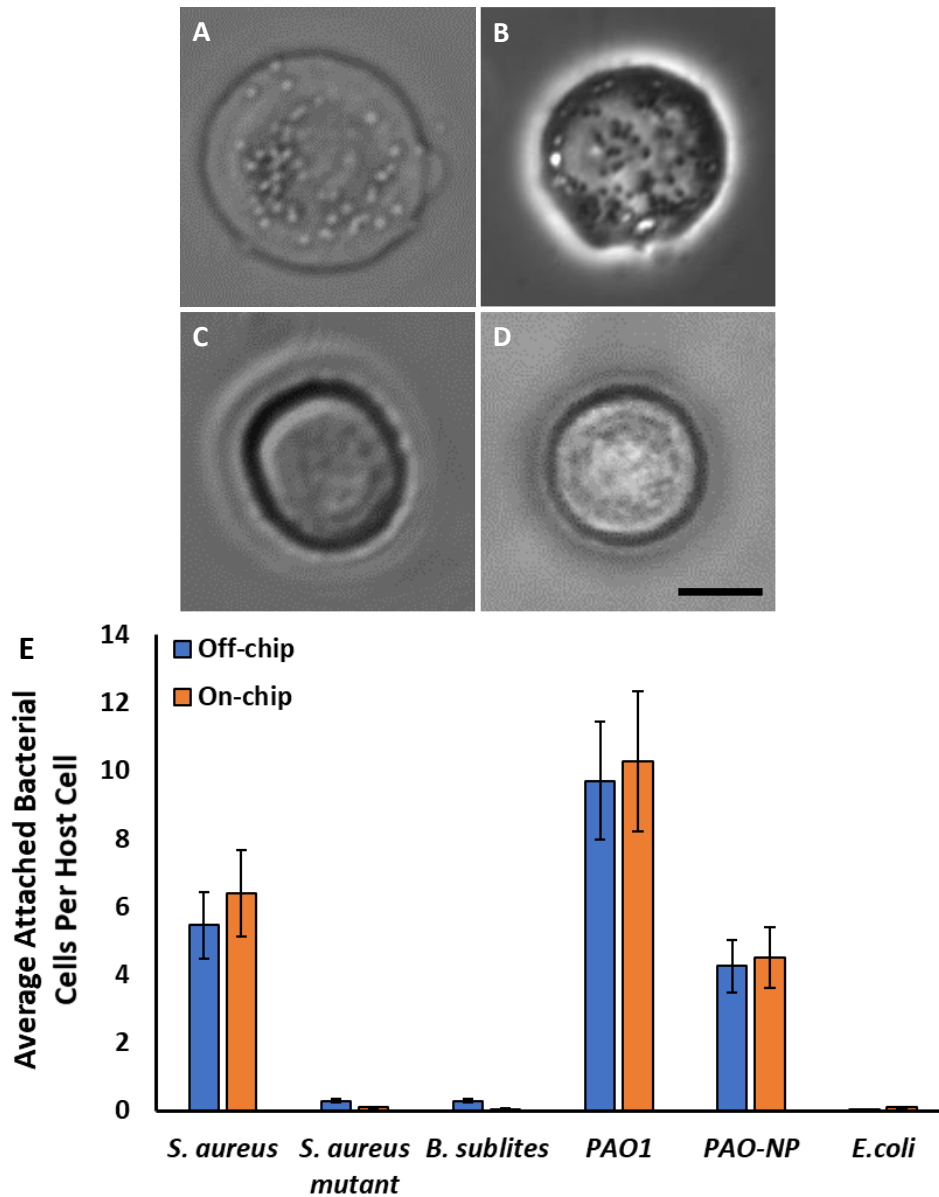 A
B
C
D
E
14
12
10
8
6
4
2
0
Average Attached Bacterial
Cells Per Host Cell
Off-chip
On-chip
S. aureus
S. aureus
mutant
B. sublites
PAO1
PAO-NP
E.coli